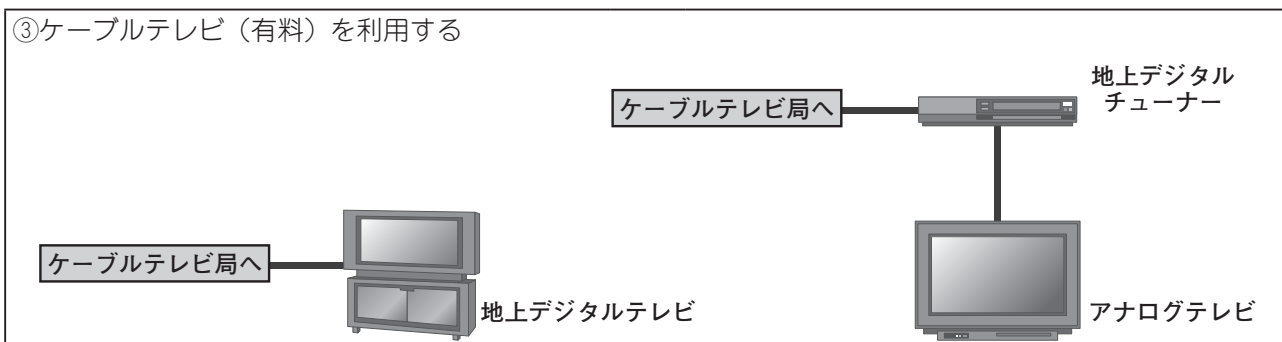 ③ケーブルテレビ（有料）を利用する
地上デジタル
チューナー
ケーブルテレビ局へ
ケーブルテレビ局へ
地上デジタルテレビ
アナログテレビ